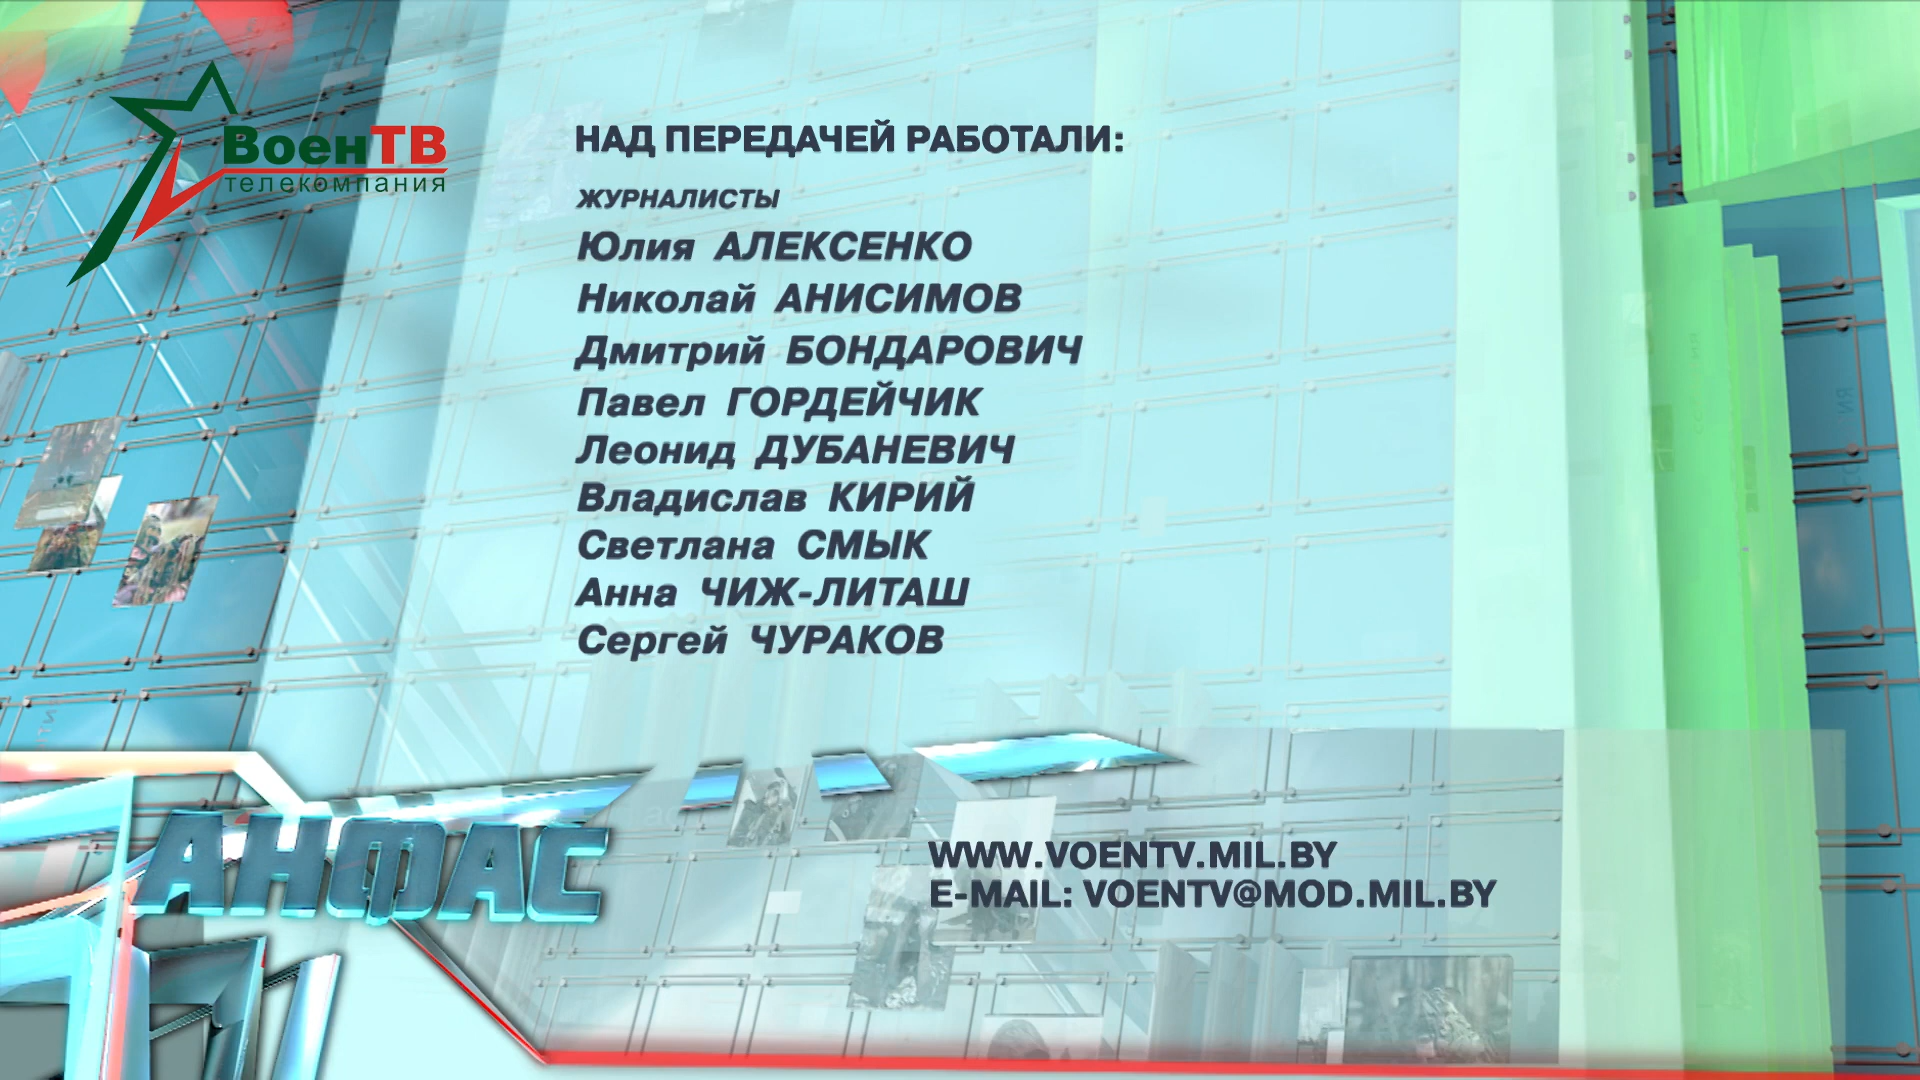 ВоенТВ
телекомпания
НАД ПЕРЕДАЧЕЙ РАБОТАЛИ:
ЖУРНАЛИСТЫ
Юлия АЛЕКСЕНКО
Николай АНИСИМОВ
Дмитрий БОНДАРОВИЧ
Павел ГОРДЕЙЧИК
Леонид ДУБАНЕВИЧ
Владислав КИРИЙ
Светлана СМЫК
Анна ЧИЖ-ЛИТАШ
Сергей ЧУРАКОВ
АНФАС
WWW.VOENTV.MIL.BY
E-MAIL: VOENTV@MOD.MIL.BY